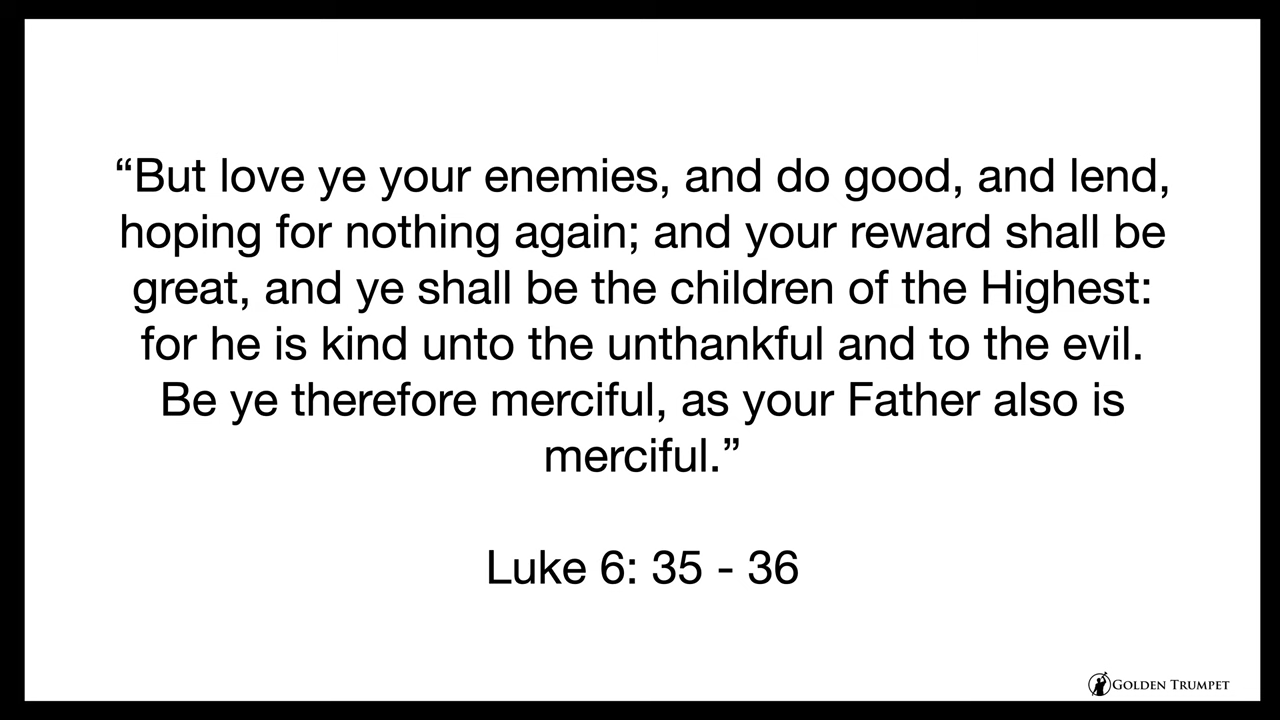 “But love ye your enemies, and do good, and lend,
hoping for nothing again; and your reward shall be
great, and ye shall be the children of the Highest:
for he is kind unto the unthankful and to the evil.
Be ye therefore merciful, as your Father also is
merciful.”
Luke 6: 35 - 36
GOLDEN TRUMPET